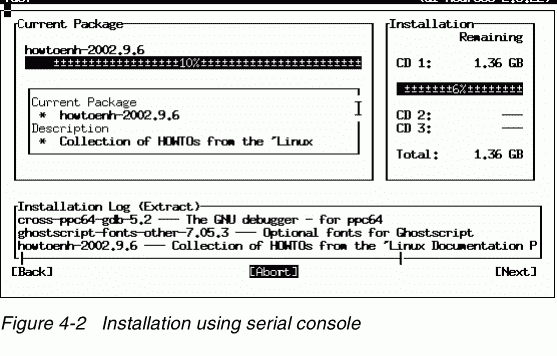 Current Package
howtoenh-2002.9.6
10%
Current Package
* howtoenh-2002.9.6
Description
* Collection of HOWTOs from the "Linux
Installation
Remaining
CD 1: 1.36 GB
6%
CD 2: ---
CD 3: ---
Total: 1.36 GB
Installation Log (Extract)
cross-ppc64-gdb-5.2 --- The GNU debugger - for ppc64
ghostscript-fonts-other-7.05.3 --- Optional fonts for Ghostscript
howtoenh-2002.9.6 --- Collection of HOWTOs from the "Linux Documentation P
[Back] [Abort] [Next]
Figure 4-2 Installation using serial console